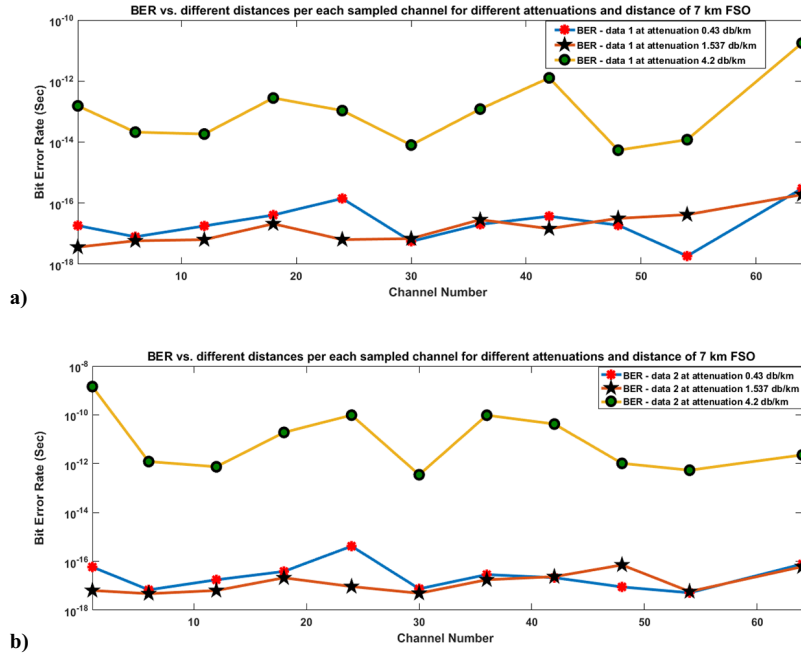 BER vs. different distances per each sampled channel for different attenuations and distance of 7 km FSO
BER - data 1 at attenuation 0.43 db/km
BER - data 1 at attenuation 1.537 db/km
BER - data 1 at attenuation 4.2 db/km
Bit Error Rate (Sec)
10^-10
10^-12
10^-14
10^-16
10^-18
10 20 30 40 50 60
Channel Number
a)
BER vs. different distances per each sampled channel for different attenuations and distance of 7 km FSO
BER - data 2 at attenuation 0.43 db/km
BER - data 2 at attenuation 1.537 db/km
BER - data 2 at attenuation 4.2 db/km
Bit Error Rate (Sec)
10^-8
10^-10
10^-12
10^-14
10^-16
10^-18
10 20 30 40 50 60
Channel Number
b)